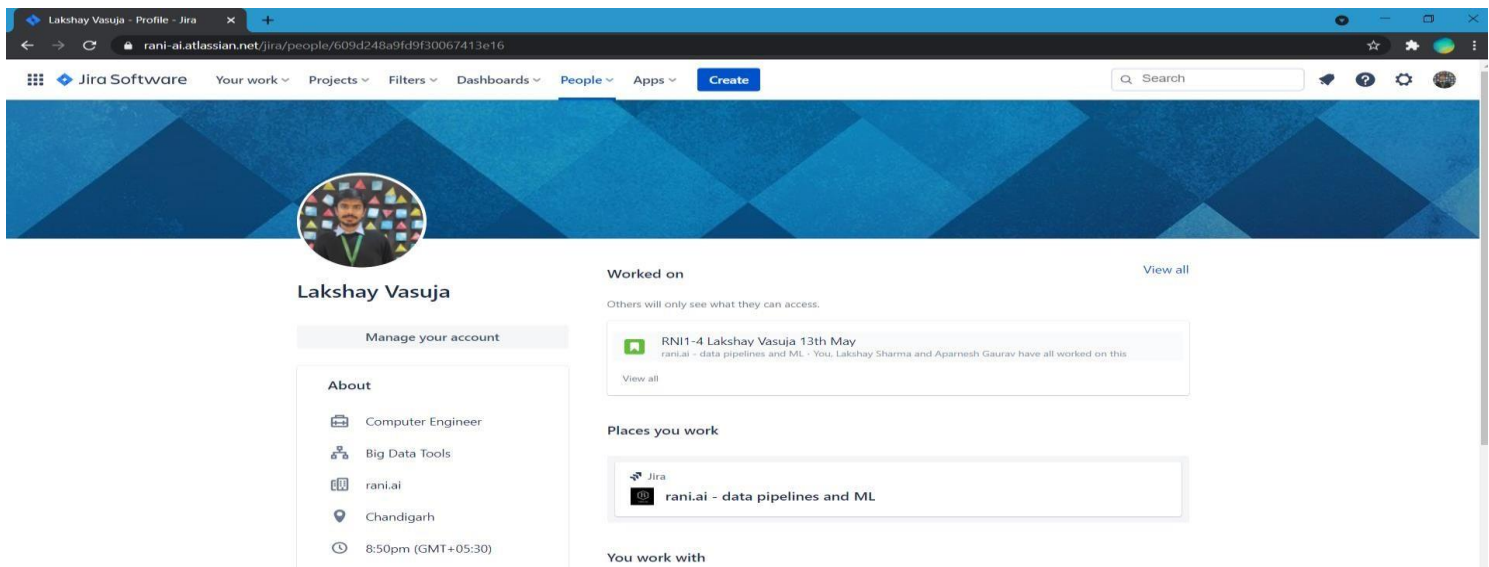 Lakshay Vasuja - Profile - Jira
rani-ai.atlassian.net/jira/people/609d248a9fd9f30067413e16
Jira Software Your work Projects Filters Dashboards People Apps Create Search
Lakshay Vasuja
Manage your account
About
Computer Engineer
Big Data Tools
rani.ai
Chandigarh
8:50pm (GMT+05:30)
Worked on View all
Others will only see what they can access.
RNI1-4 Lakshay Vasuja 13th May
rani.ai - data pipelines and ML · You, Lakshay Sharma and Aparnesh Gaurav have all worked on this
View all
Places you work
Jira
rani.ai - data pipelines and ML
You work with